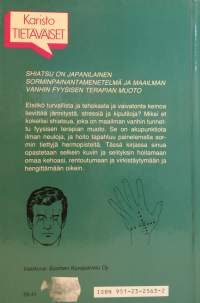 Karisto
TIETAVAISET
SHIATSU ON JAPANILAINEN
SORMINPAINANTAMENETELMÄ JA MAAILMAN
VANHIN FYYSISEN TERAPIAN MUOTO
Etsitkö turvallista ja tehokasta ja vaivatonta keinoa
lievittää jännitystä, stressiä ja kiputiloja? Miksi et
kokeilisi shiatsua, joka on maailman vanhin tunnet-
tu fyysisen terapian muoto. Se on akupunktiota
ilman neuloja, ja hoito tapahtuu painelemalla sor-
min tiettyjä hermopisteitä. Tässä kirjassa sinua
opastetaan selkein kuvin ja selityksin hoitamaan
omaa kehoasi, rentoutumaan ja virkistäytymään ja
hengittämään oikein.
ISBN 951-23-2563-2